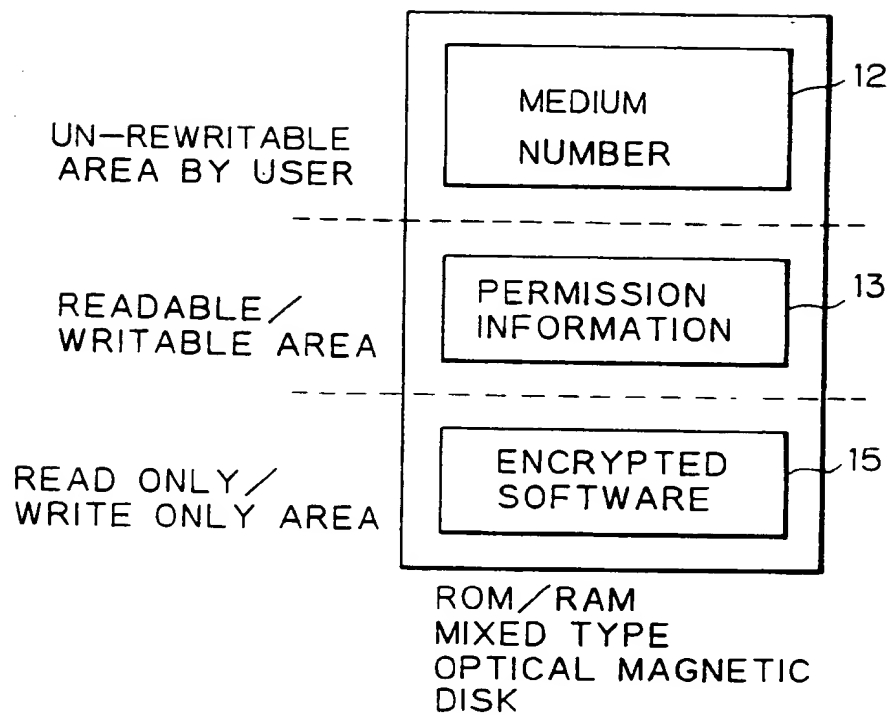 MEDIUM
NUMBER
12
UN-REWRITABLE
AREA BY USER
PERMISSION
INFORMATION
13
READABLE/
WRITABLE AREA
ENCRYPTED
SOFTWARE
15
READ ONLY/
WRITE ONLY AREA
ROM/RAM
MIXED TYPE
OPTICAL MAGNETIC
DISK